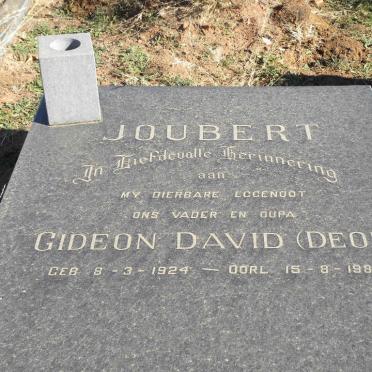 JOUBERT
In Liefdevolle Herinnering
aan
MY DIERBARE EGGENOOT
ONS VADER EN OUPA
GIDEON DAVID (DEO
GEB 8-3-1924 — OORL 15-8-198